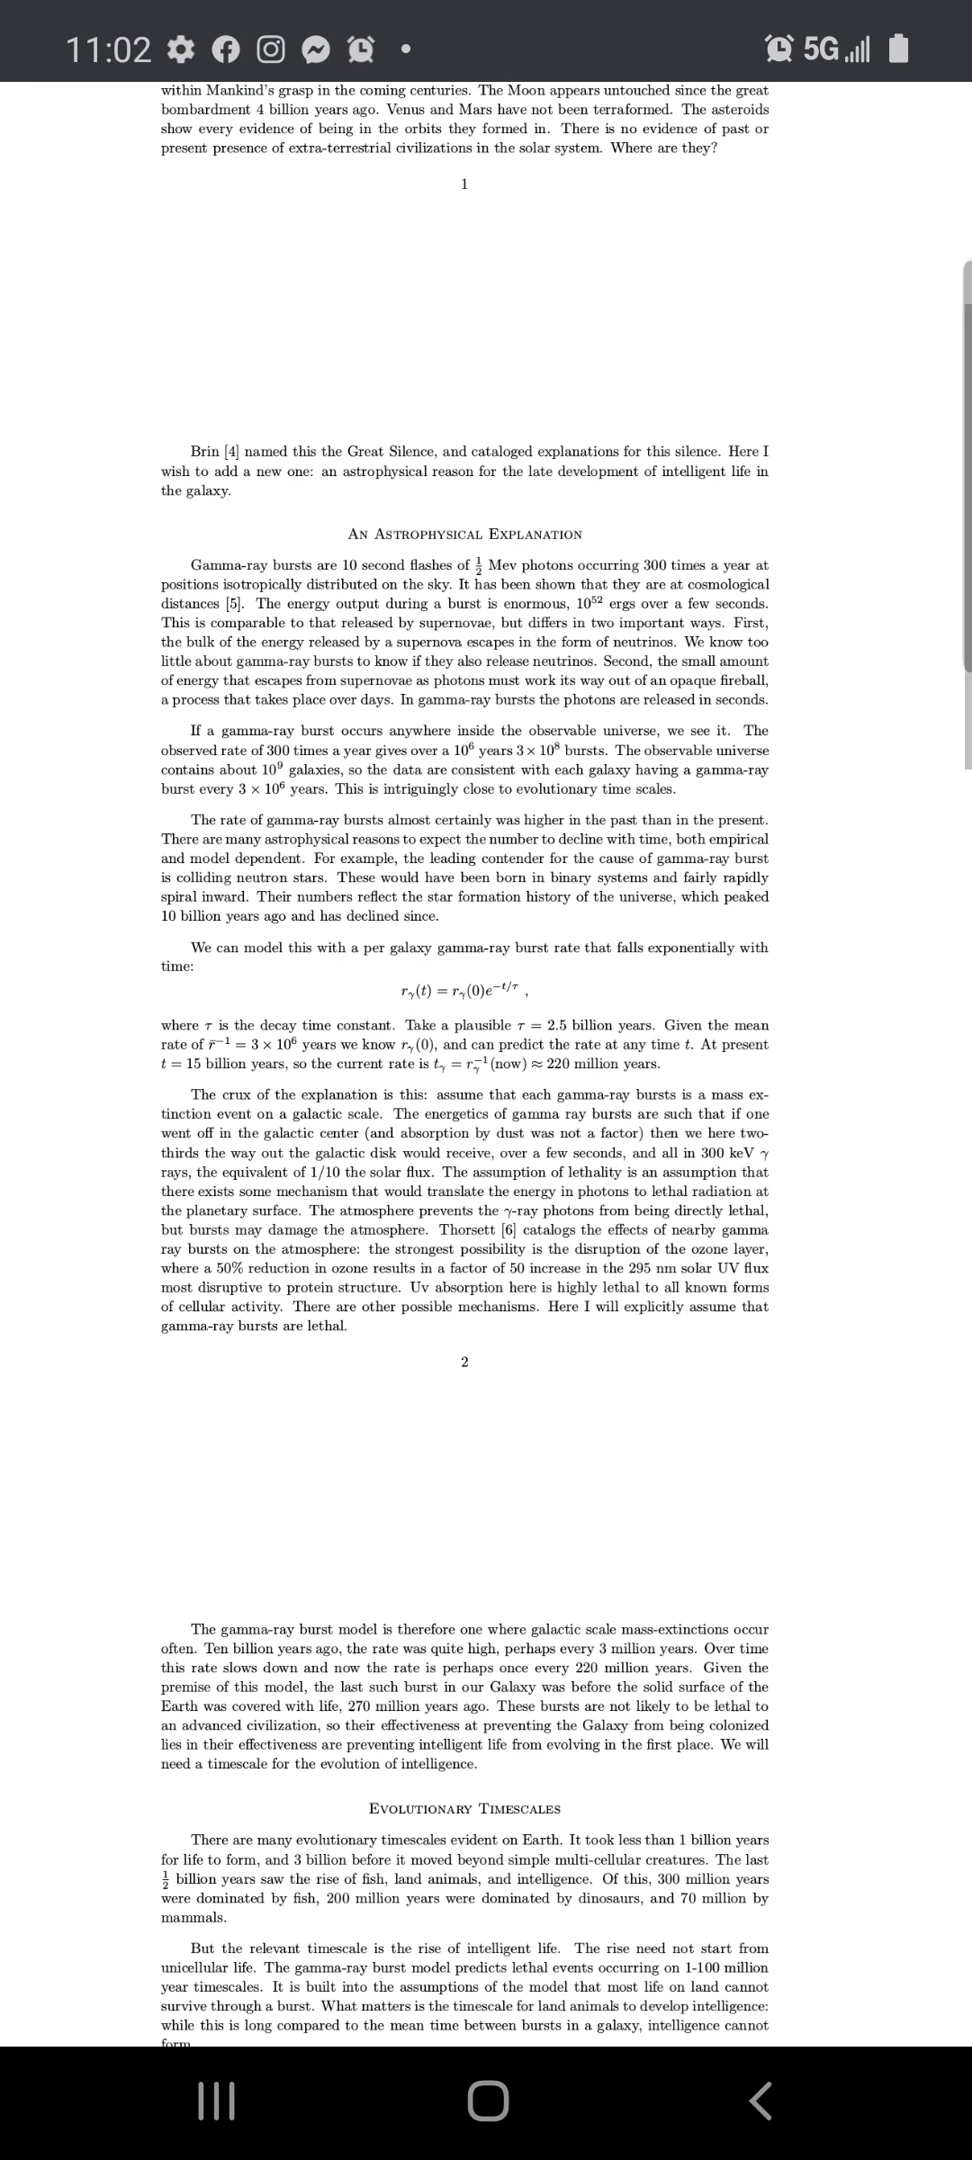 11:02
5G
within Mankind's grasp in the coming centuries. The Moon appears untouched since the great
bombardment 4 billion years ago. Venus and Mars have not been terraformed. The asteroids
show every evidence of being in the orbits they formed in. There is no evidence of past or
present presence of extra-terrestrial civilizations in the solar system. Where are they?
1
Brin [4] named this the Great Silence, and cataloged explanations for this silence. Here I
wish to add a new one: an astrophysical reason for the late development of intelligent life in
the galaxy.
An Astrophysical Explanation
Gamma-ray bursts are 10 second flashes of ½ Mev photons occurring 300 times a year at
positions isotropically distributed on the sky. It has been shown that they are at cosmological
distances [5]. The energy output during a burst is enormous, 10⁵² ergs over a few seconds.
This is comparable to that released by supernovae, but differs in two important ways. First,
the bulk of the energy released by a supernova escapes in the form of neutrinos. We know too
little about gamma-ray bursts to know if they also release neutrinos. Second, the small amount
of energy that escapes from supernovae as photons must work its way out of an opaque fireball,
a process that takes place over days. In gamma-ray bursts the photons are released in seconds.
If a gamma-ray burst occurs anywhere inside the observable universe, we see it. The
observed rate of 300 times a year gives over a 10⁶ years 3 × 10⁸ bursts. The observable universe
contains about 10⁹ galaxies, so the data are consistent with each galaxy having a gamma-ray
burst every 3 × 10⁶ years. This is intriguingly close to evolutionary time scales.
The rate of gamma-ray bursts almost certainly was higher in the past than in the present.
There are many astrophysical reasons to expect the number to decline with time, both empirical
and model dependent. For example, the leading contender for the cause of gamma-ray burst
is colliding neutron stars. These would have been born in binary systems and fairly rapidly
spiral inward. Their numbers reflect the star formation history of the universe, which peaked
10 billion years ago and has declined since.
We can model this with a per galaxy gamma-ray burst rate that falls exponentially with
time:
rᵧ(t) = rᵧ(0)e^{−t/τ} ,
where τ is the decay time constant. Take a plausible τ = 2.5 billion years. Given the mean
rate of r̄⁻¹ = 3 × 10⁶ years we know rᵧ(0), and can predict the rate at any time t. At present
t = 15 billion years, so the current rate is tᵧ = rᵧ⁻¹(now) ≈ 220 million years.
The crux of the explanation is this: assume that each gamma-ray bursts is a mass ex-
tinction event on a galactic scale. The energetics of gamma ray bursts are such that if one
went off in the galactic center (and absorption by dust was not a factor) then we here two-
thirds the way out the galactic disk would receive, over a few seconds, and all in 300 keV γ
rays, the equivalent of 1/10 the solar flux. The assumption of lethality is an assumption that
there exists some mechanism that would translate the energy in photons to lethal radiation at
the planetary surface. The atmosphere prevents the γ-ray photons from being directly lethal,
but bursts may damage the atmosphere. Thorsett [6] catalogs the effects of nearby gamma
ray bursts on the atmosphere: the strongest possibility is the disruption of the ozone layer,
where a 50% reduction in ozone results in a factor of 50 increase in the 295 nm solar UV flux
most disruptive to protein structure. Uv absorption here is highly lethal to all known forms
of cellular activity. There are other possible mechanisms. Here I will explicitly assume that
gamma-ray bursts are lethal.
2
The gamma-ray burst model is therefore one where galactic scale mass-extinctions occur
often. Ten billion years ago, the rate was quite high, perhaps every 3 million years. Over time
this rate slows down and now the rate is perhaps once every 220 million years. Given the
premise of this model, the last such burst in our Galaxy was before the solid surface of the
Earth was covered with life, 270 million years ago. These bursts are not likely to be lethal to
an advanced civilization, so their effectiveness at preventing the Galaxy from being colonized
lies in their effectiveness are preventing intelligent life from evolving in the first place. We will
need a timescale for the evolution of intelligence.
Evolutionary Timescales
There are many evolutionary timescales evident on Earth. It took less than 1 billion years
for life to form, and 3 billion before it moved beyond simple multi-cellular creatures. The last
½ billion years saw the rise of fish, land animals, and intelligence. Of this, 300 million years
were dominated by fish, 200 million years were dominated by dinosaurs, and 70 million by
mammals.
But the relevant timescale is the rise of intelligent life. The rise need not start from
unicellular life. The gamma-ray burst model predicts lethal events occurring on 1-100 million
year timescales. It is built into the assumptions of the model that most life on land cannot
survive through a burst. What matters is the timescale for land animals to develop intelligence:
while this is long compared to the mean time between bursts in a galaxy, intelligence cannot
form